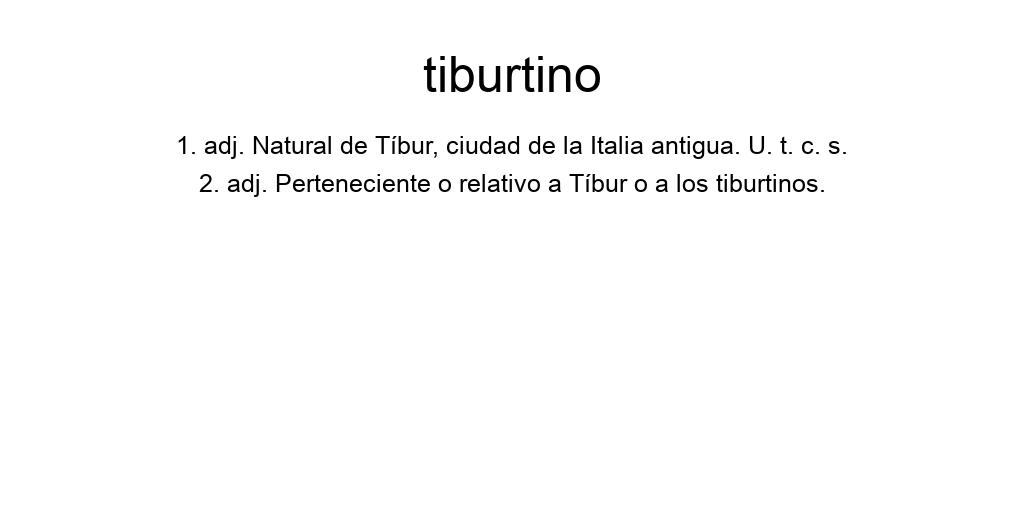 tiburtino
1. adj. Natural de Tíbur, ciudad de la Italia antigua. U. t. c. s.
2. adj. Perteneciente o relativo a Tíbur o a los tiburtinos.